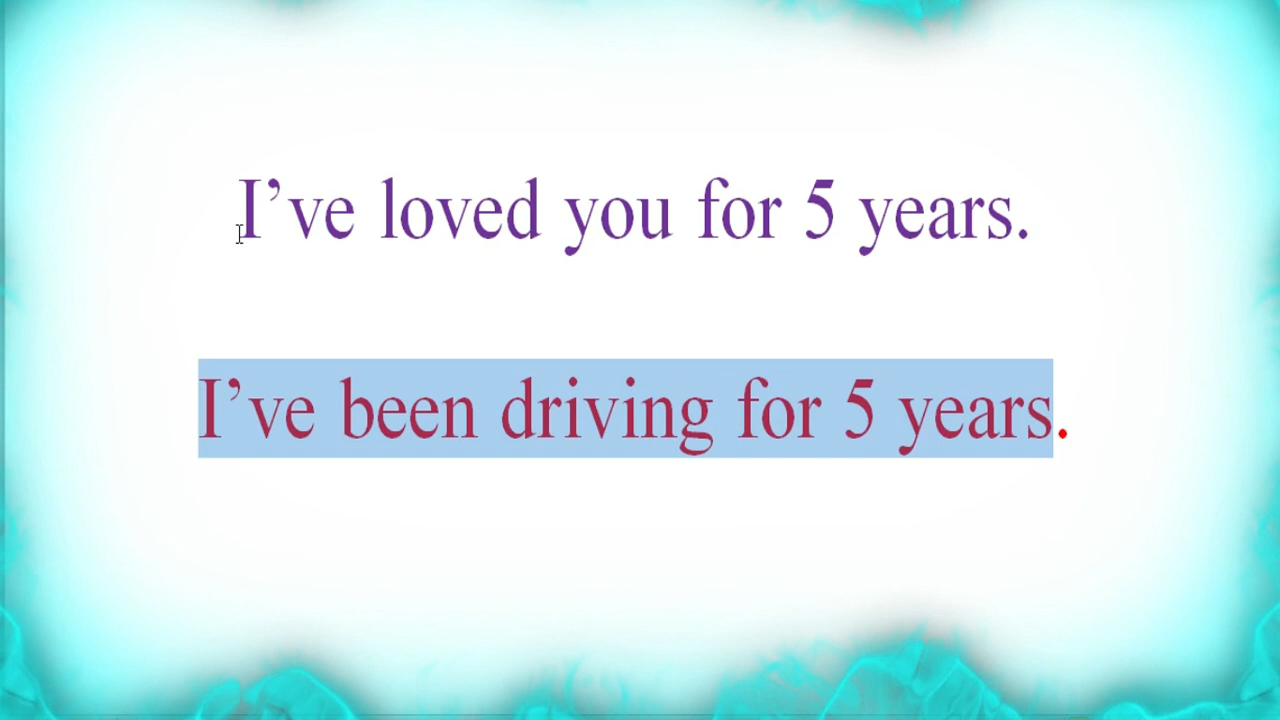 I’ve loved you for 5 years.
I’ve been driving for 5 years.